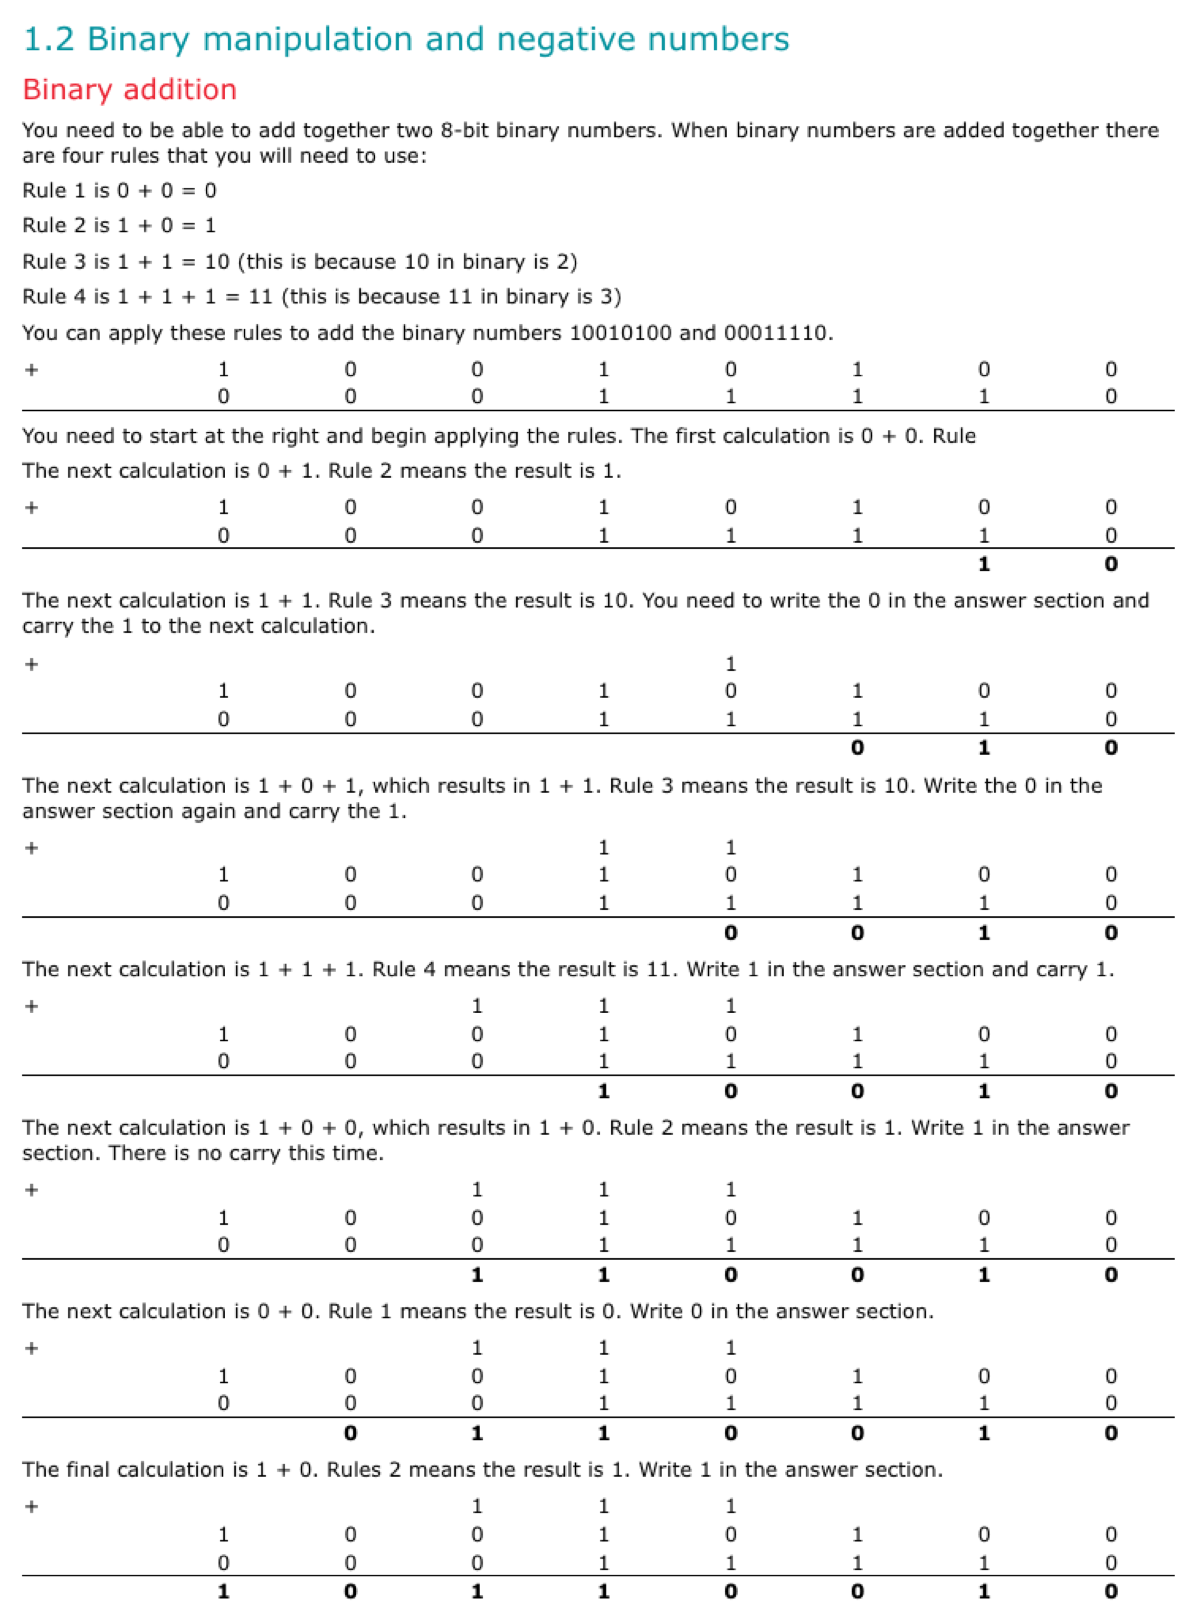 1.2 Binary manipulation and negative numbers
Binary addition
You need to be able to add together two 8-bit binary numbers. When binary numbers are added together there
are four rules that you will need to use:
Rule 1 is 0 + 0 = 0
Rule 2 is 1 + 0 = 1
Rule 3 is 1 + 1 = 10 (this is because 10 in binary is 2)
Rule 4 is 1 + 1 + 1 = 11 (this is because 11 in binary is 3)
You can apply these rules to add the binary numbers 10010100 and 00011110.
+ 1 0 0 1 0 1 0 0
0 0 0 1 1 1 1 0
You need to start at the right and begin applying the rules. The first calculation is 0 + 0. Rule
The next calculation is 0 + 1. Rule 2 means the result is 1.
+ 1 0 0 1 0 1 0 0
0 0 0 1 1 1 1 0
1 0
The next calculation is 1 + 1. Rule 3 means the result is 10. You need to write the 0 in the answer section and
carry the 1 to the next calculation.
+ 1
1 0 0 1 0 1 0 0
0 0 0 1 1 1 1 0
0 1 0
The next calculation is 1 + 0 + 1, which results in 1 + 1. Rule 3 means the result is 10. Write the 0 in the
answer section again and carry the 1.
+ 1 1
1 0 0 1 0 1 0 0
0 0 0 1 1 1 1 0
0 0 1 0
The next calculation is 1 + 1 + 1. Rule 4 means the result is 11. Write 1 in the answer section and carry 1.
+ 1 1 1
1 0 0 1 0 1 0 0
0 0 0 1 1 1 1 0
1 0 0 1 0
The next calculation is 1 + 0 + 0, which results in 1 + 0. Rule 2 means the result is 1. Write 1 in the answer
section. There is no carry this time.
+ 1 1 1
1 0 0 1 0 1 0 0
0 0 0 1 1 1 1 0
1 1 0 0 1 0
The next calculation is 0 + 0. Rule 1 means the result is 0. Write 0 in the answer section.
+ 1 1 1
1 0 0 1 0 1 0 0
0 0 0 1 1 1 1 0
0 1 1 0 0 1 0
The final calculation is 1 + 0. Rules 2 means the result is 1. Write 1 in the answer section.
+ 1 1 1
1 0 0 1 0 1 0 0
0 0 0 1 1 1 1 0
1 0 1 1 0 0 1 0